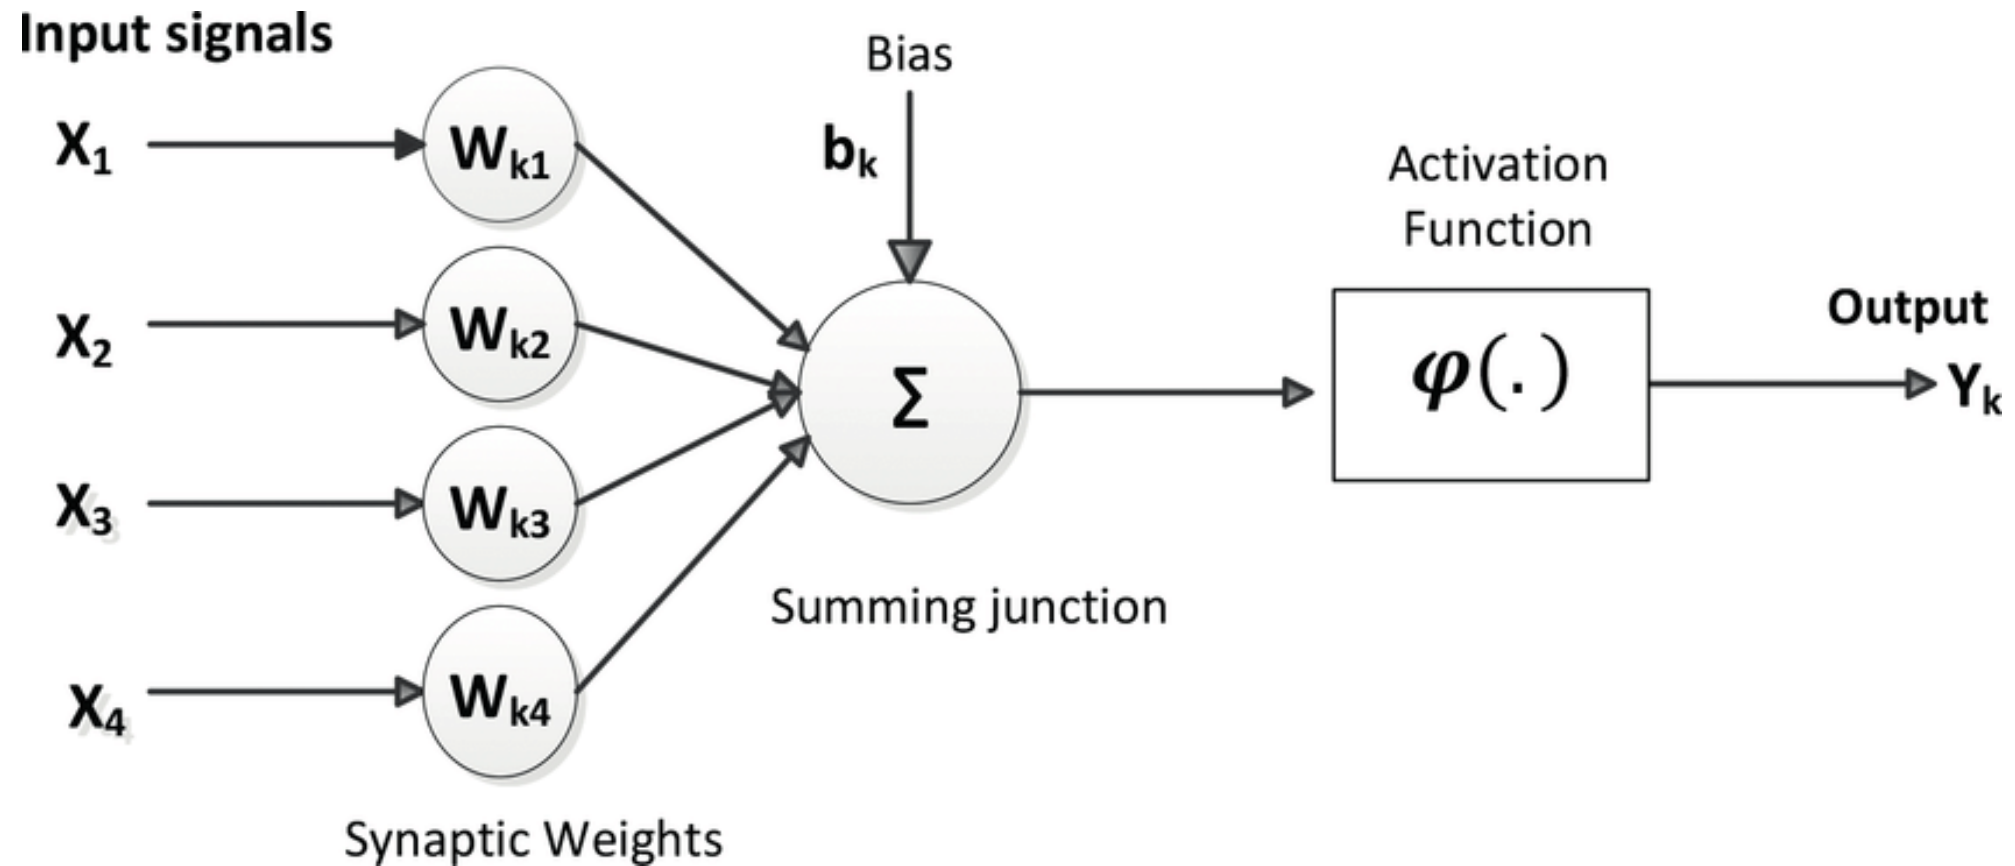 Input signals
X₁
X₂
X₃
X₄
Wₖ₁
Wₖ₂
Wₖ₃
Wₖ₄
Synaptic Weights
Bias
bₖ
Σ
Summing junction
Activation
Function
φ(.)
Output
Yₖ